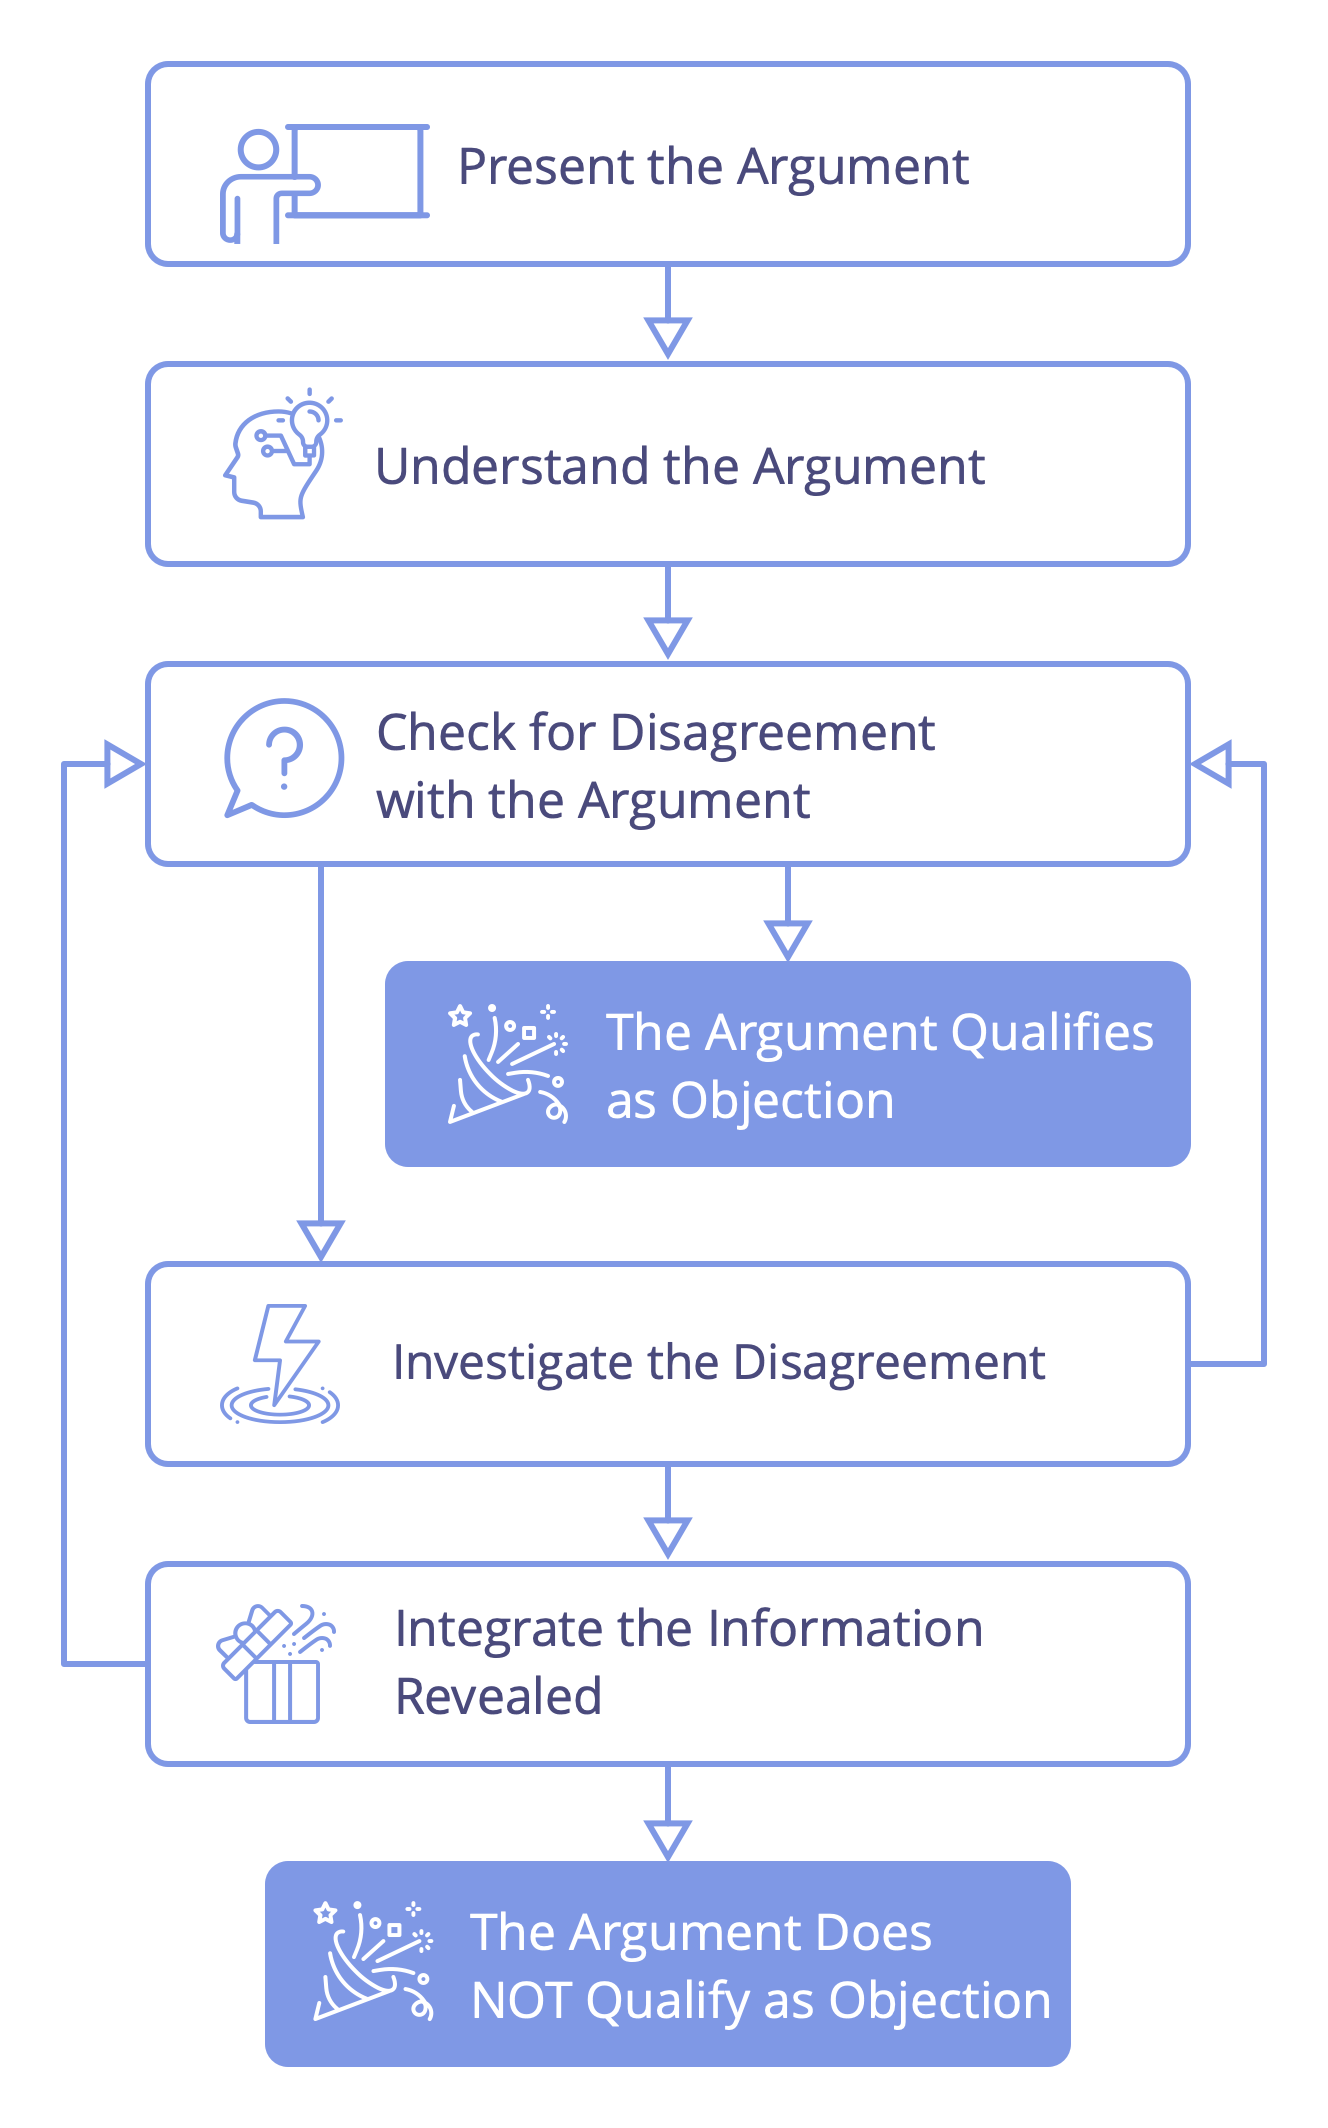 Present the Argument
Understand the Argument
Check for Disagreement
with the Argument
The Argument Qualifies
as Objection
Investigate the Disagreement
Integrate the Information
Revealed
The Argument Does
NOT Qualify as Objection